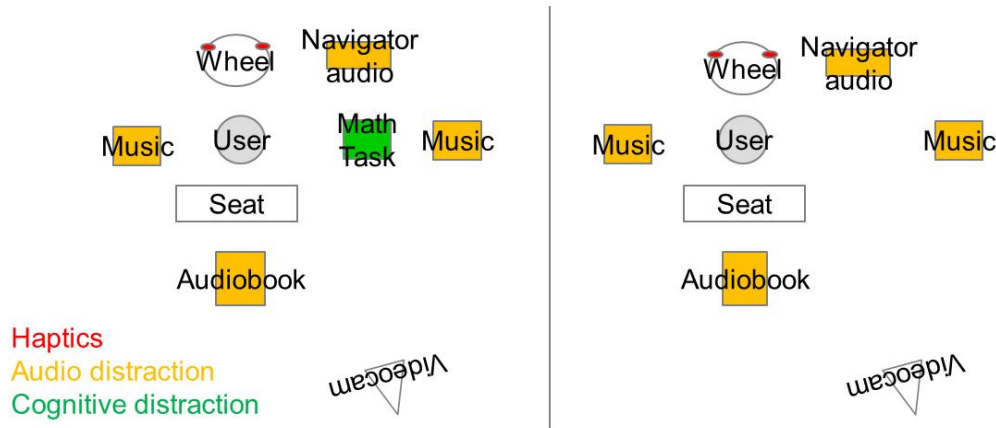 Navigator
audio
Wheel
Music
User
Math
Task
Music
Seat
Audiobook
Haptics
Audio distraction
Cognitive distraction
Videocam
Navigator
audio
Wheel
Music
User
Music
Seat
Audiobook
Videocam